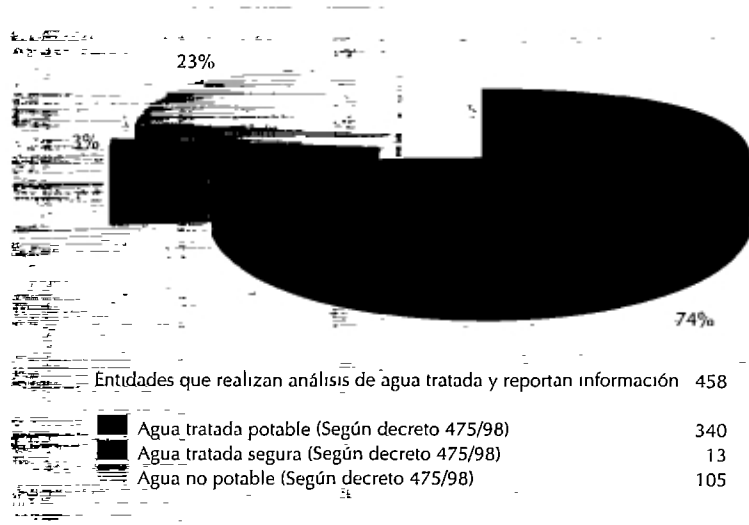 23%
3%
74%
Entidades que realizan análisis de agua tratada y reportan información 458
Agua tratada potable (Según decreto 475/98) 340
Agua tratada segura (Según decreto 475/98) 13
Agua no potable (Según decreto 475/98) 105